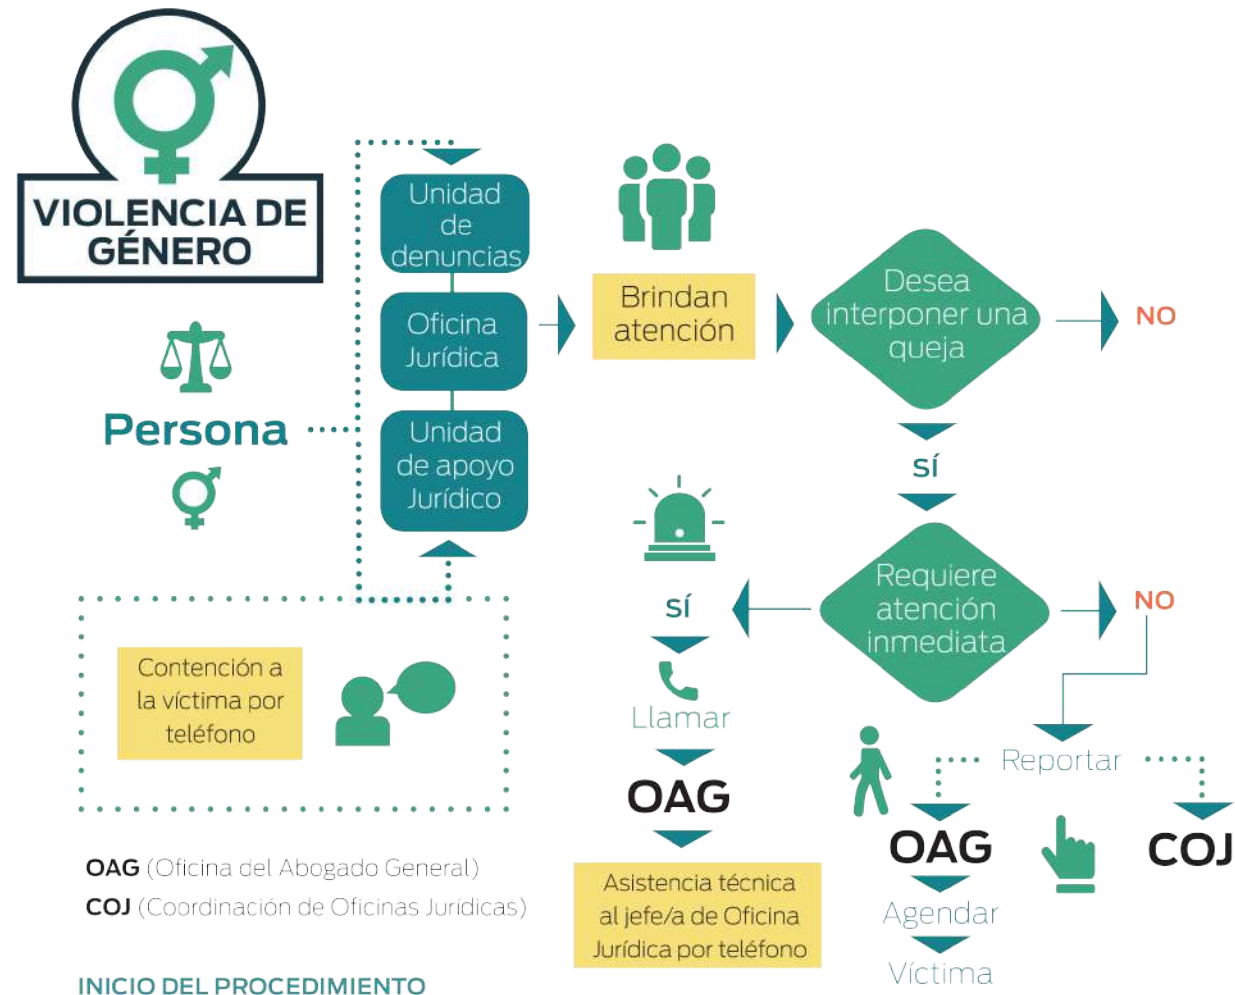 VIOLENCIA DE
GÉNERO
Persona
Unidad
de
denuncias
Oficina
Jurídica
Unidad
de apoyo
Jurídico
Brindan
atención
Desea
interponer una
queja
NO
SÍ
Requiere
atención
inmediata
NO
SÍ
Llamar
OAG
Asistencia técnica
al jefe/a de Oficina
Jurídica por teléfono
Reportar
OAG
COJ
Agendar
Víctima
Contención a
la víctima por
teléfono
OAG (Oficina del Abogado General)
COJ (Coordinación de Oficinas Jurídicas)
INICIO DEL PROCEDIMIENTO